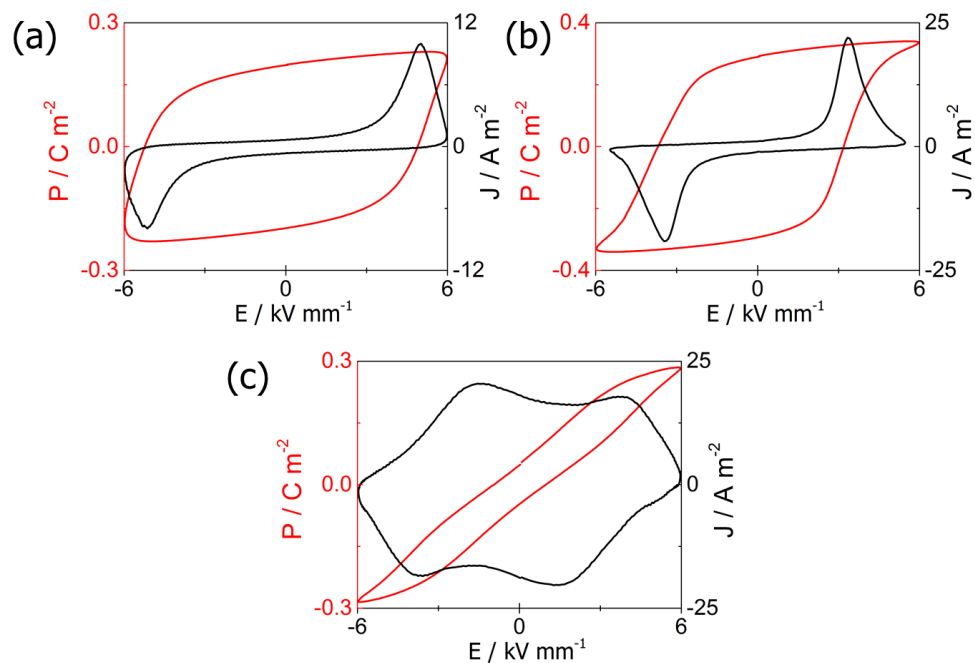 (a)
0.3
0.0
-0.3
P / C m⁻²
12
0
-12
J / A m⁻²
-6
0
6
E / kV mm⁻¹
(b)
0.4
0.0
-0.4
P / C m⁻²
25
0
-25
J / A m⁻²
-6
0
6
E / kV mm⁻¹
(c)
0.3
0.0
-0.3
P / C m⁻²
25
0
-25
J / A m⁻²
-6
0
6
E / kV mm⁻¹